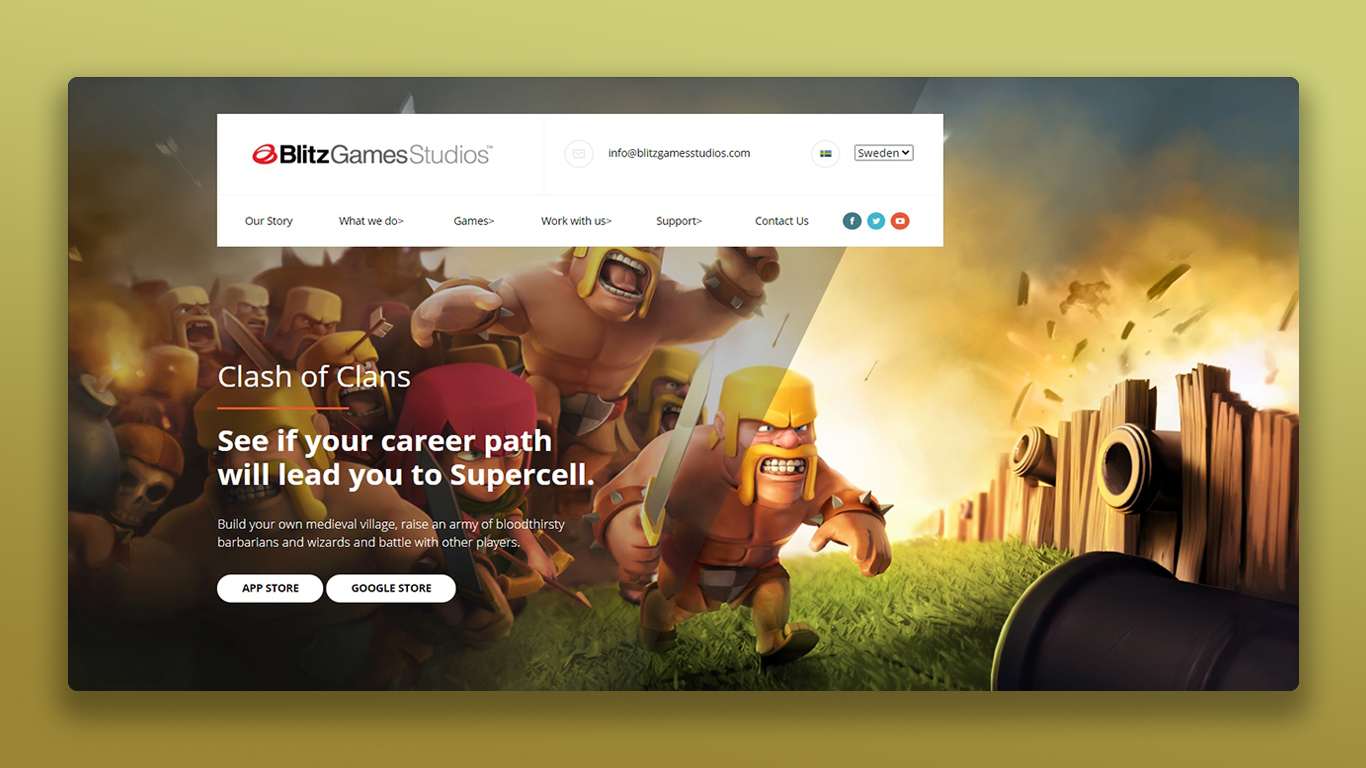 BlitzGamesStudios™
info@blitzgamesstudios.com
Sweden
Our Story
What we do>
Games>
Work with us>
Support>
Contact Us
Clash of Clans
See if your career path
will lead you to Supercell.
Build your own medieval village, raise an army of bloodthirsty
barbarians and wizards and battle with other players.
APP STORE
GOOGLE STORE